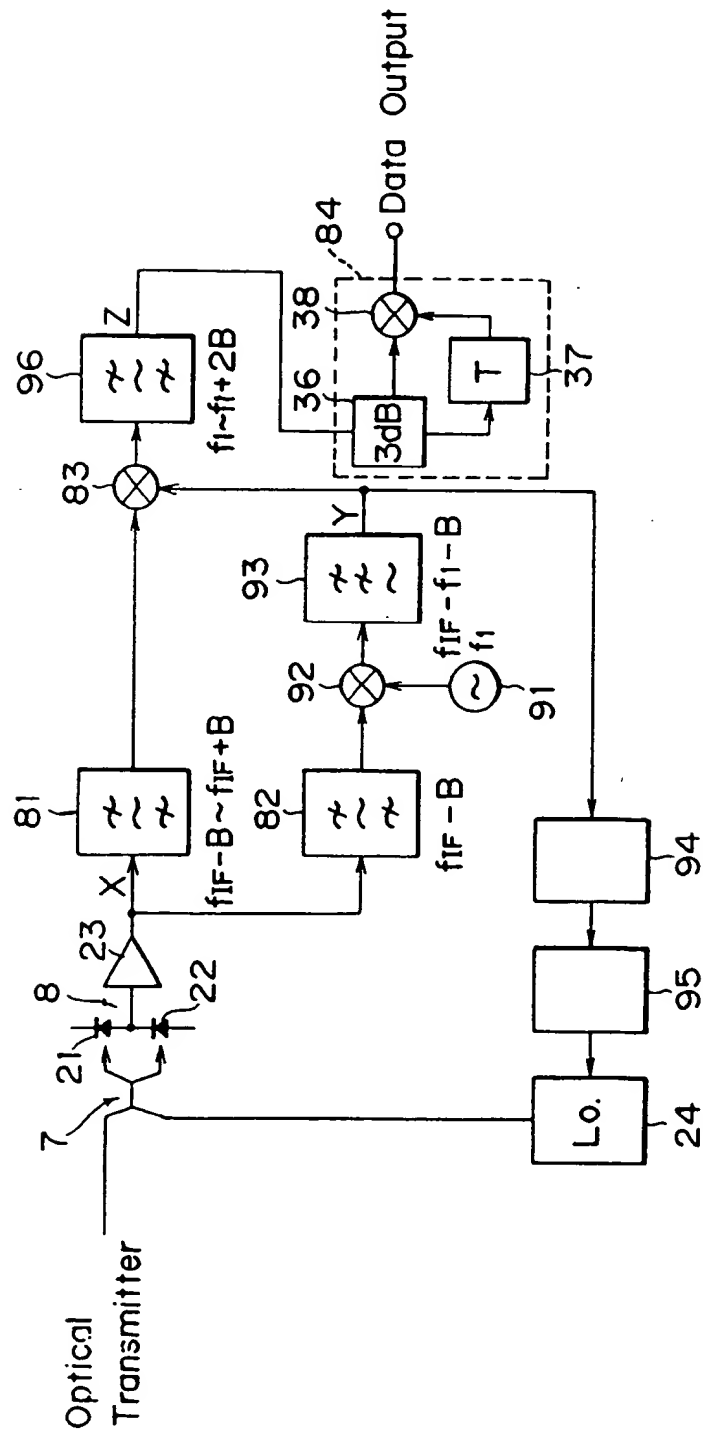 Optical
Transmitter
7
21
8
22
23
X
81
fIF-B~fIF+B
82
fIF-B
83
92
91
f1
93
fIF-f1-B
Y
96
f1~f1+2B
Z
84
36
3dB
38
T
37
Data Output
94
95
L0.
24